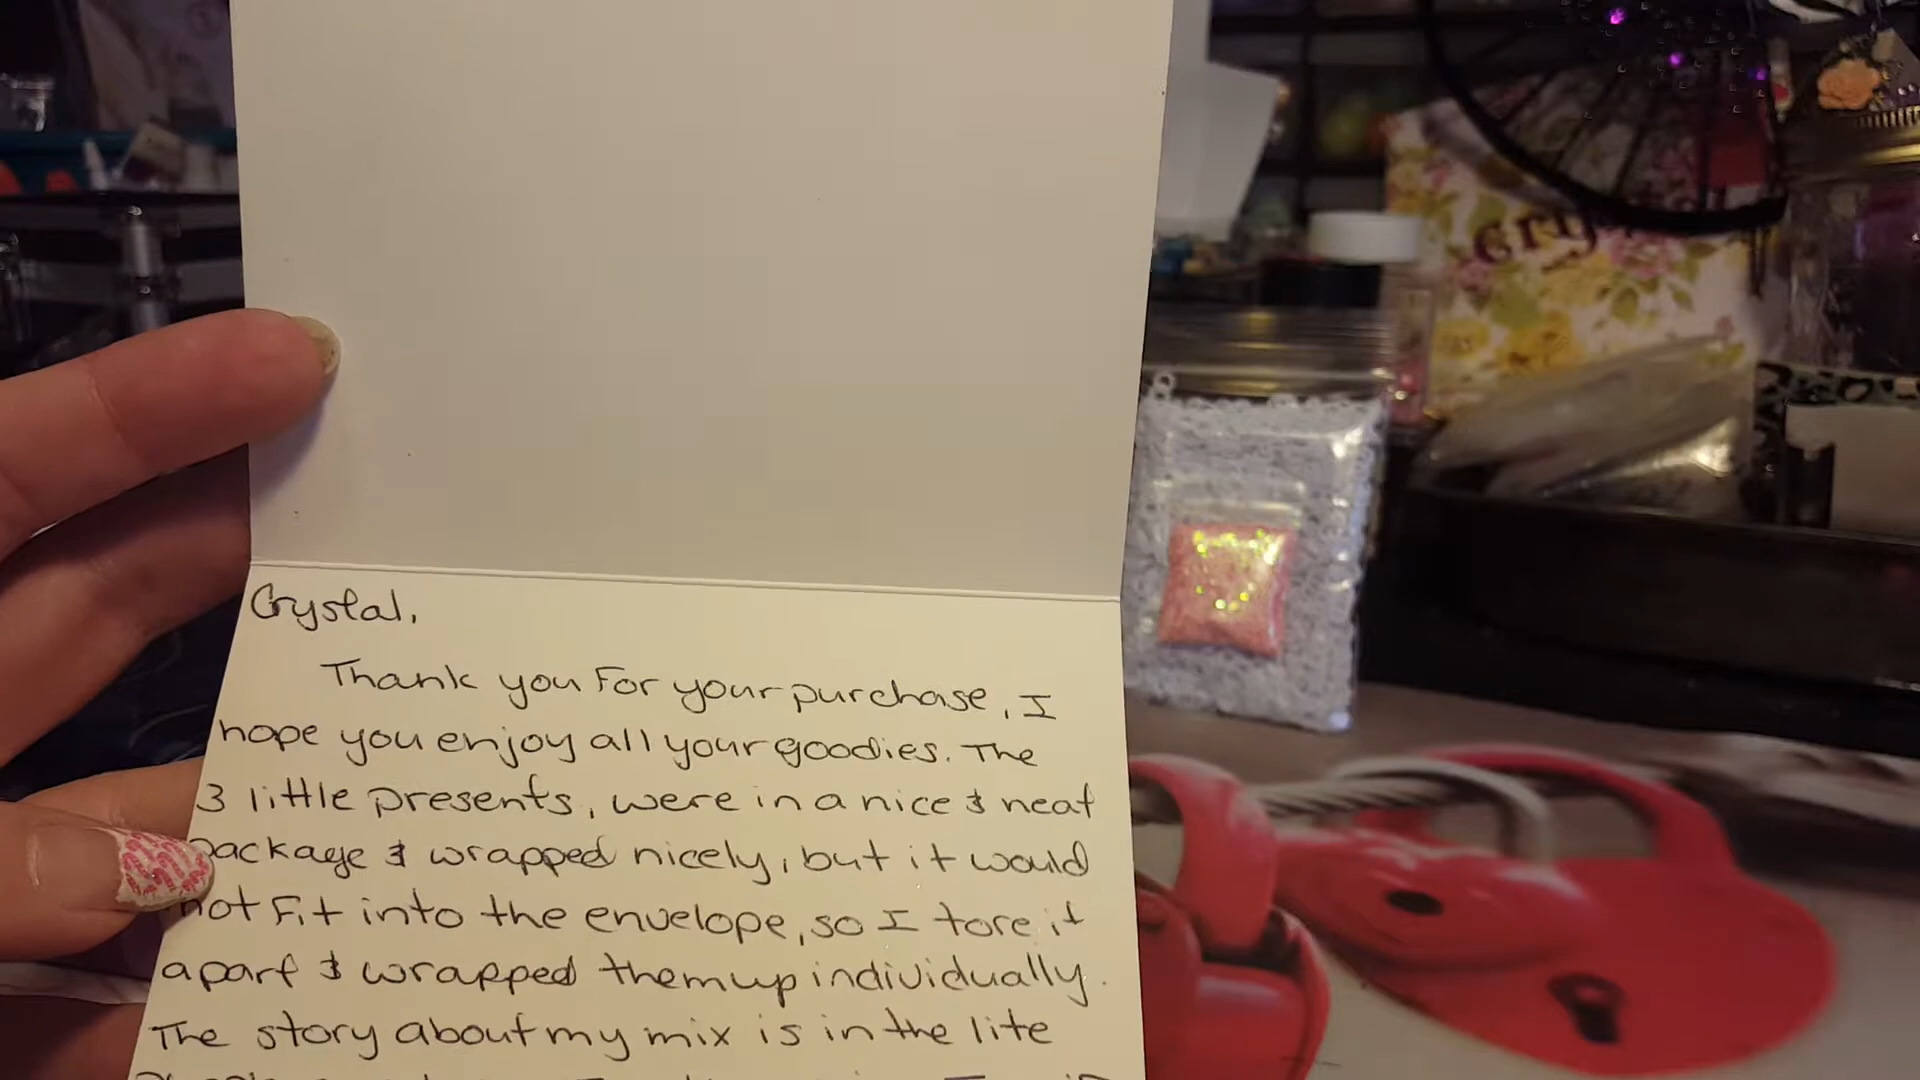 Crystal,
Thank you For your purchase, I
hope you enjoy all your goodies. The
3 little presents, were in a nice & neat
package & wrapped nicely, but it would
not Fit into the envelope, so I tore it
apart & wrapped them up individually.
The story about my mix is in the lite